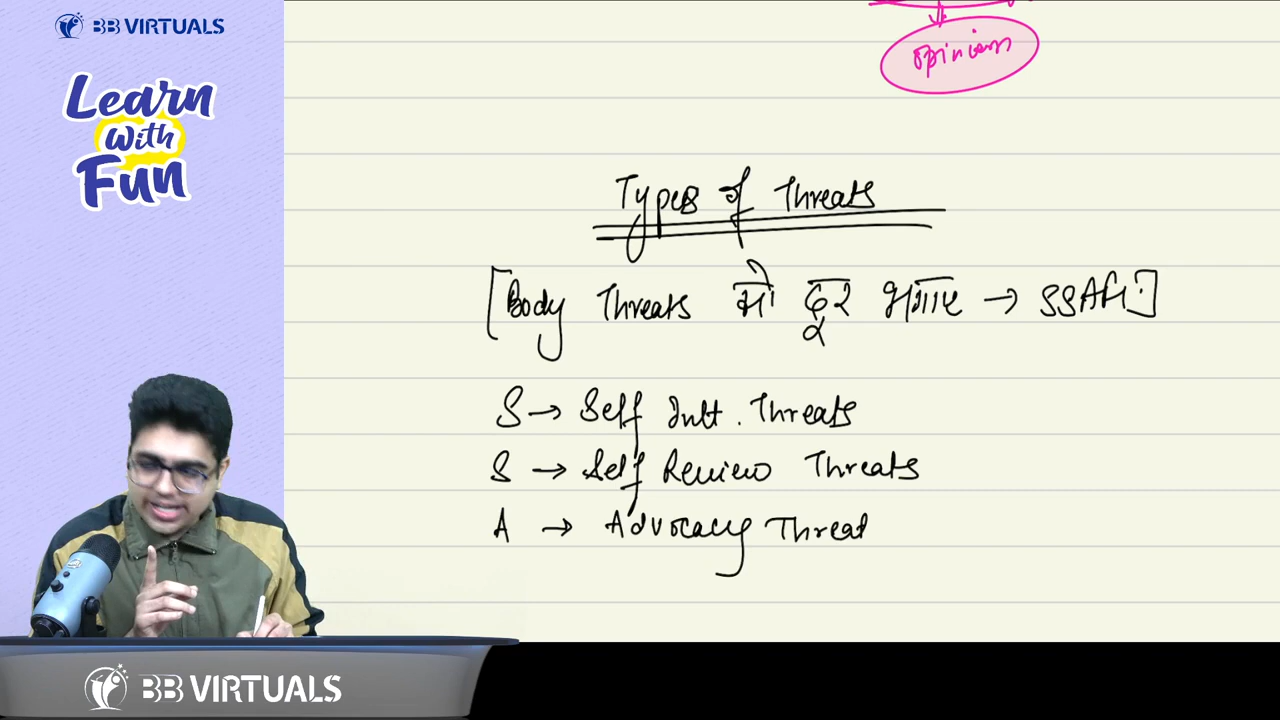 BB VIRTUALS
Learn
With
Fun
opinion
Types of Threats
[Body Threats को दूर भगाए → SSAFI.]
S → Self Intt. Threats
S → Self Review Threats
A → Advocacy Threat
BB VIRTUALS